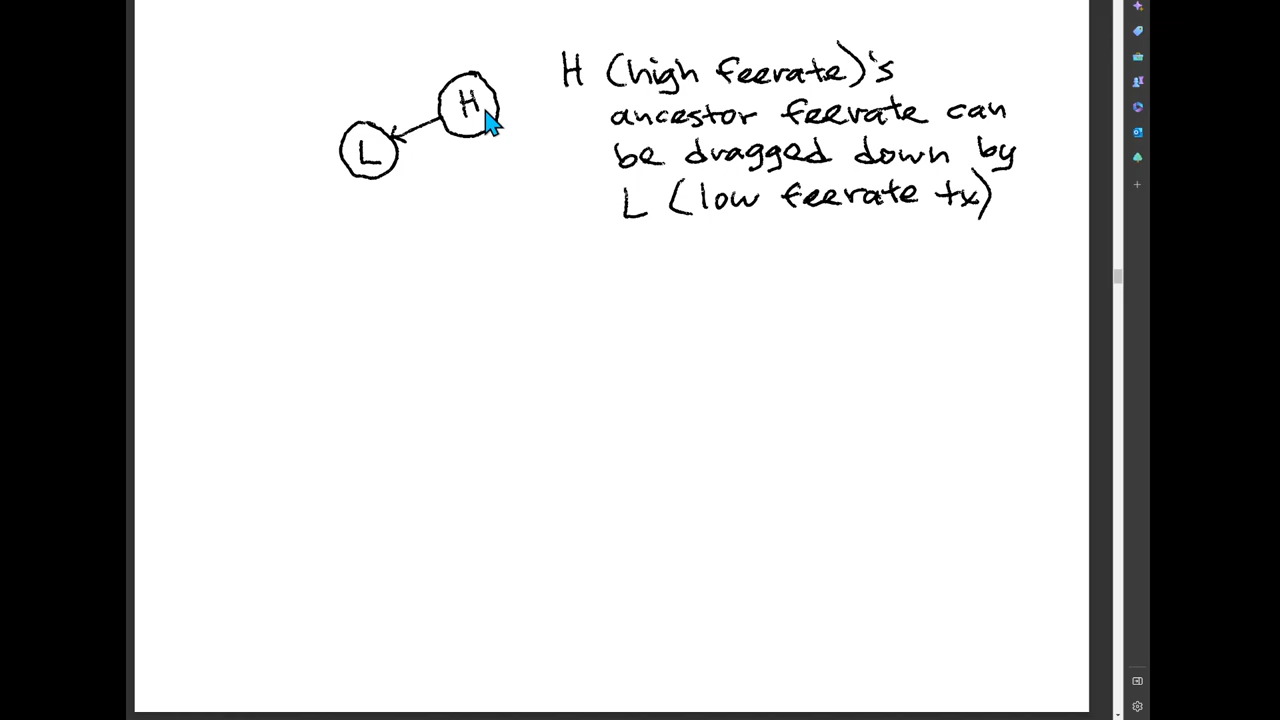 H (high feerate)'s
ancestor feerate can
be dragged down by
L (low feerate tx)
H
L